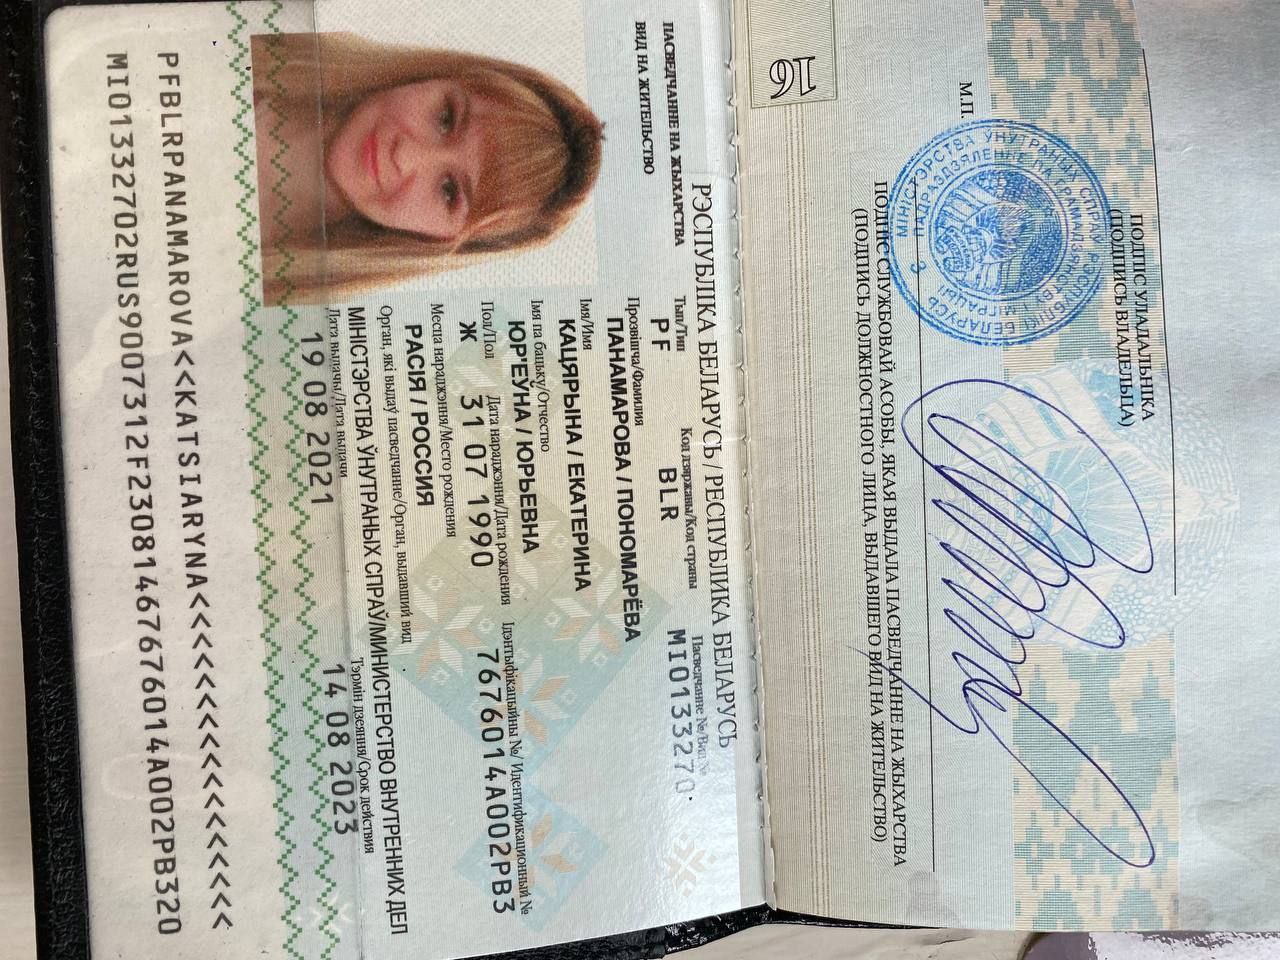 ПОДПІС УЛАДАЛЬНІКА
(ПОДПИСЬ ВЛАДЕЛЬЦА)
МІНІСТЭРСТВА ЎНУТРАНЫХ СПРАЎ РЭСПУБЛІКІ БЕЛАРУСЬ
ПАДРАЗДЗЯЛЕННЕ ПА ГРАМАДЗЯНСТВЕ І МІГРАЦЫІ
3
М.П.
ПОДПІС СЛУЖБОВАЙ АСОБЫ, ЯКАЯ ВЫДАЛА ПАСВЕДЧАННЕ НА ЖЫХАРСТВА
(ПОДПИСЬ ДОЛЖНОСТНОГО ЛИЦА, ВЫДАВШЕГО ВИД НА ЖИТЕЛЬСТВО)
16
РЭСПУБЛІКА БЕЛАРУСЬ / РЕСПУБЛИКА БЕЛАРУСЬ
ПАСВЕДЧАННЕ НА ЖЫХАРСТВА
ВИД НА ЖИТЕЛЬСТВО
Тып/Тип Код дзяржавы/Код страны Пасведчанне №/Вид №
PF BLR MI0133270
Прозвішча/Фамилия
ПАНАМАРОВА / ПОНОМАРЁВА
Імя/Имя
КАЦЯРЫНА / ЕКАТЕРИНА
Імя па бацьку/Отчество
ЮР'ЕЎНА / ЮРЬЕВНА
Пол/Пол Дата нараджэння/Дата рождения Ідэнтыфікацыйны №/ Идентификационный №
Ж 31 07 1990 7676014A002PB3
Месца нараджэння/Место рождения
РАСІЯ / РОССИЯ
Орган, які выдаў пасведчанне/Орган, выдавший вид
МІНІСТЭРСТВА ЎНУТРАНЫХ СПРАЎ/МИНИСТЕРСТВО ВНУТРЕННИХ ДЕЛ
Дата выдачы/Дата выдачи Тэрмін дзеяння/Срок действия
19 08 2021 14 08 2023
PFBLRPANAMAROVA<<KATSIARYNA<<<<<<<<<<<<<<<<<
MI01332702RUS9007312F23081467676014A002PB320